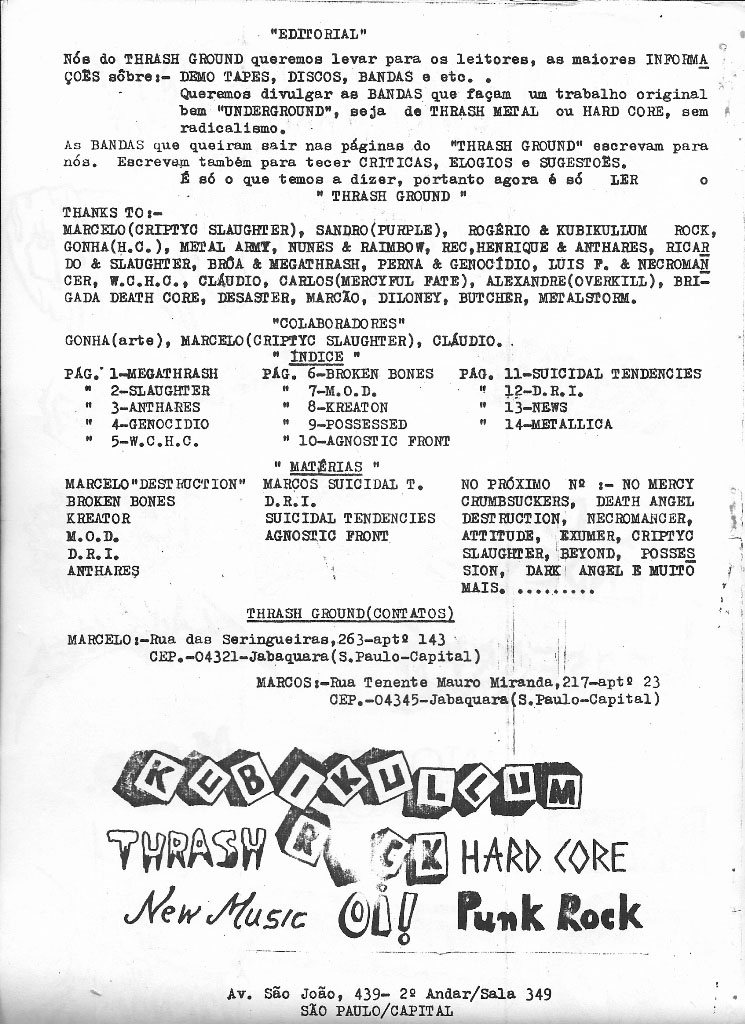 "EDITORIAL"
Nós do THRASH GROUND queremos levar para os leitores, as maiores INFORMA
ÇOÊS sôbre:- DEMO TAPES, DISCOS, BANDAS e etc. .
Queremos divulgar as BANDAS que façam um trabalho original
bem "UNDERGROUND", seja de THRASH METAL ou HARD CORE, sem
radicalismo.
As BANDAS que queiram sair nas páginas do "THRASH GROUND" escrevam para
nós. Escrevam também para tecer CRITICAS, ELOGIOS e SUGESTOÊS.
É só o que temos a dizer, portanto agora é só LER o
" THRASH GROUND "
THANKS TO:-
MARCELO(CRIPTYC SLAUGHTER), SANDRO(PURPLE), ROGÉRIO & KUBIKULLUM ROCK,
GONHA(H.C.), METAL ARMY, NUNES & RAIMBOW, REC,HENRIQUE & ANTHARES, RICAR
DO & SLAUGHTER, BRÔA & MEGATHRASH, PERNA & GENOCÍDIO, LUIS F. & NECROMAN
CER, W.C.H.C., CLÁUDIO, CARLOS(MERCYFUL FATE), ALEXANDRE(OVERKILL), BRI-
GADA DEATH CORE, DESASTER, MARCÃO, DILONEY, BUTCHER, METALSTORM.
"COLABORADORES"
GONHA(arte), MARCELO(CRIPTYC SLAUGHTER), CLÁUDIO. .
" ÍNDICE "
PÁG. 1-MEGATHRASH PÁG. 6-BROKEN BONES PÁG. 11-SUICIDAL TENDENCIES
" 2-SLAUGHTER " 7-M.O.D. " 12-D.R.I.
" 3-ANTHARES " 8-KREATON " 13-NEWS
" 4-GENOCIDIO " 9-POSSESSED " 14-METALLICA
" 5-W.C.H.C. " 10-AGNOSTIC FRONT
" MATÉRIAS "
MARCELO"DESTRUCTION" MARCOS SUICIDAL T. NO PRÓXIMO Nº :- NO MERCY
BROKEN BONES D.R.I. CRUMBSUCKERS, DEATH ANGEL
KREATOR SUICIDAL TENDENCIES DESTRUCTION, NECROMANCER,
M.O.D. AGNOSTIC FRONT ATTITUDE, EXUMER, CRIPTYC
D.R.I. SLAUGHTER, BEYOND, POSSES
ANTHARES SION, DARK ANGEL E MUITO
MAIS. .........
THRASH GROUND(CONTATOS)
MARCELO:-Rua das Seringueiras,263-aptº 143
CEP.-04321-Jabaquara(S.Paulo-Capital)
MARCOS:-Rua Tenente Mauro Miranda,217-aptº 23
CEP.-04345-Jabaquara(S.Paulo-Capital)
KUBIKULLUM
THRASH ROCK HARD CORE
New Music Oi! Punk Rock
Av. São João, 439- 2º Andar/Sala 349
SÃO PAULO/CAPITAL